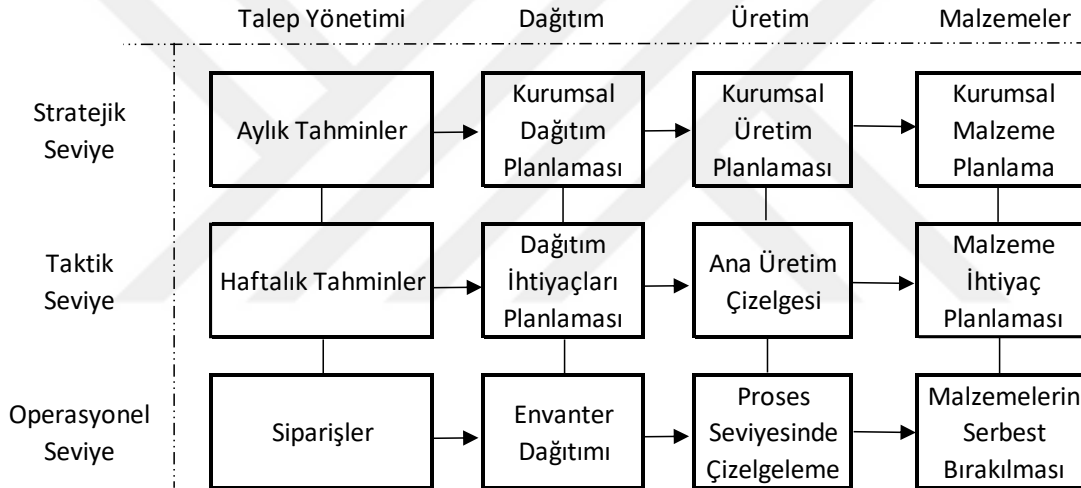 Talep Yönetimi
Dağıtım
Üretim
Malzemeler
Stratejik
Seviye
Aylık Tahminler
Kurumsal
Dağıtım
Planlaması
Kurumsal
Üretim
Planlaması
Kurumsal
Malzeme
Planlama
Taktik
Seviye
Haftalık Tahminler
Dağıtım
İhtiyaçları
Planlaması
Ana Üretim
Çizelgesi
Malzeme
İhtiyaç
Planlaması
Operasyonel
Seviye
Siparişler
Envanter
Dağıtımı
Proses
Seviyesinde
Çizelgeleme
Malzemelerin
Serbest
Bırakılması